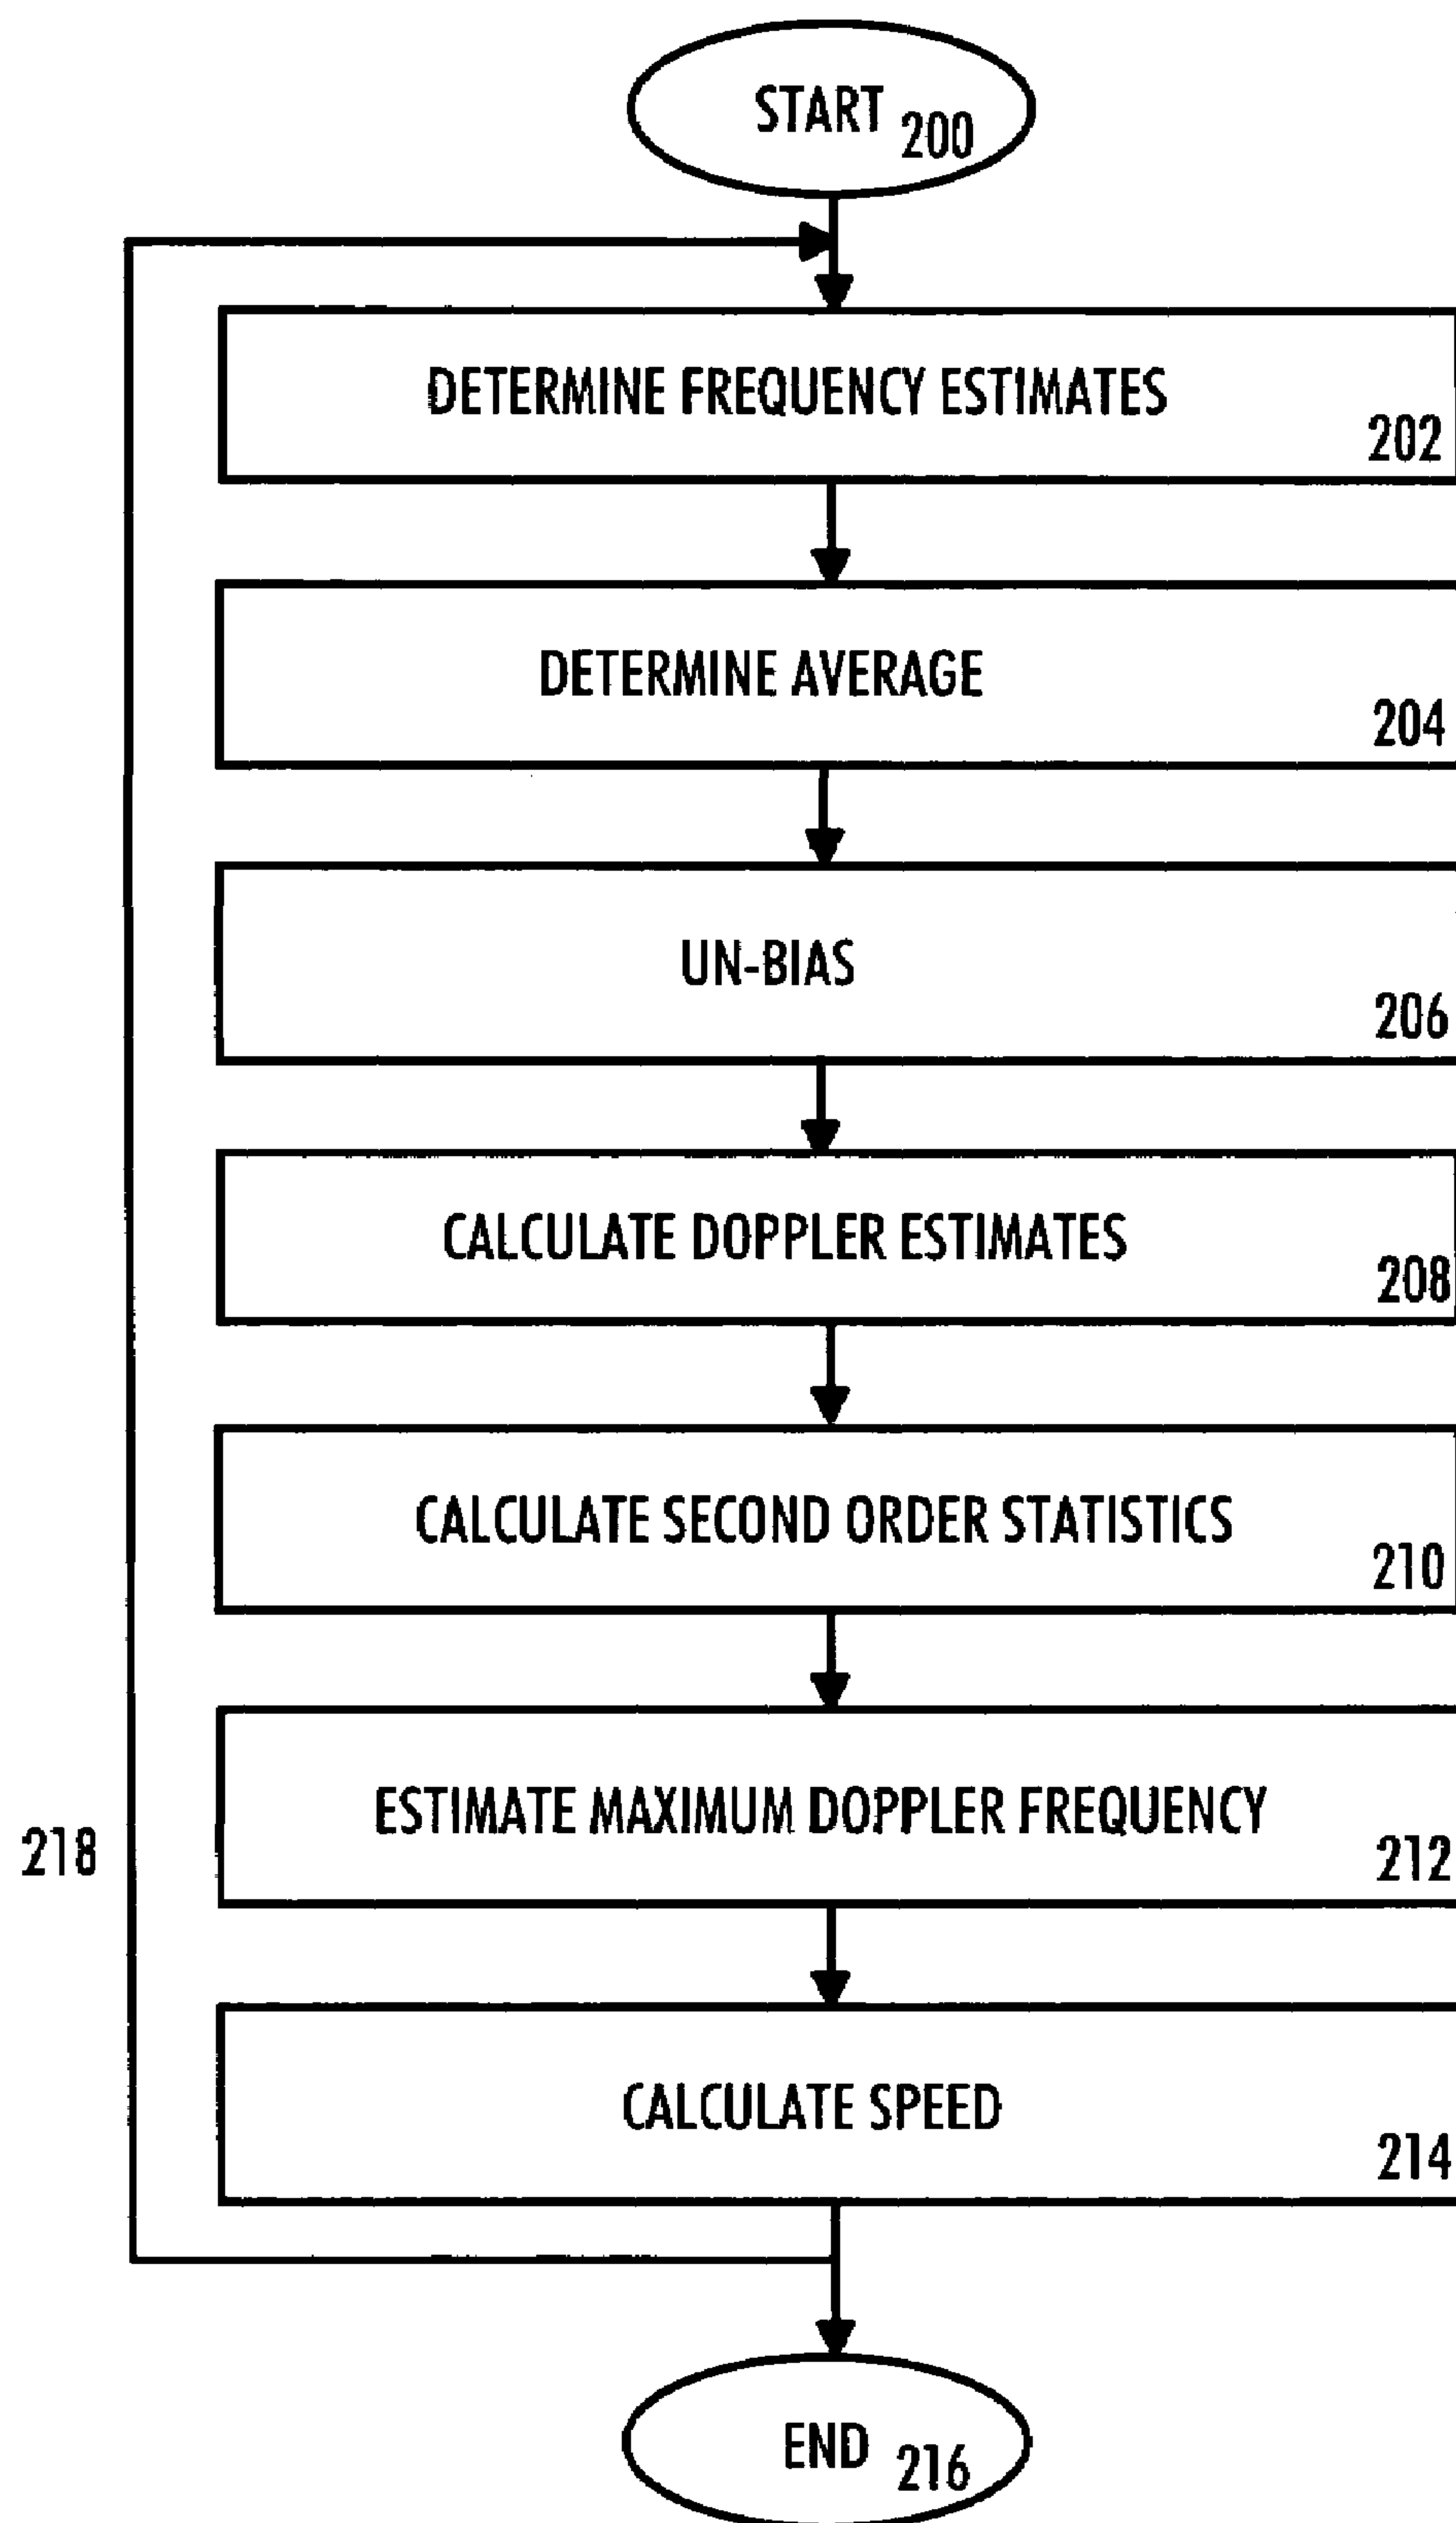 START 200
DETERMINE FREQUENCY ESTIMATES
202
DETERMINE AVERAGE
204
UN-BIAS
206
CALCULATE DOPPLER ESTIMATES
208
CALCULATE SECOND ORDER STATISTICS
210
ESTIMATE MAXIMUM DOPPLER FREQUENCY
218
212
CALCULATE SPEED
214
END 216